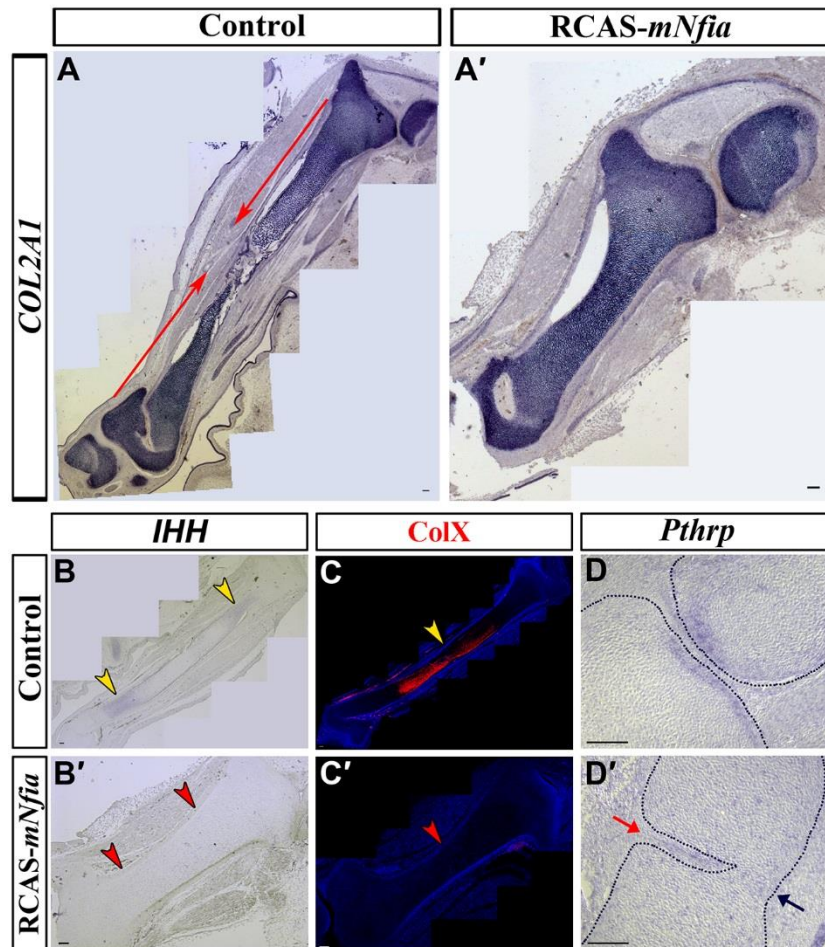 Control
RCAS-mNfia
COL2A1
A
A′
IHH
ColX
Pthrp
Control
B
C
D
RCAS-mNfia
B′
C′
D′